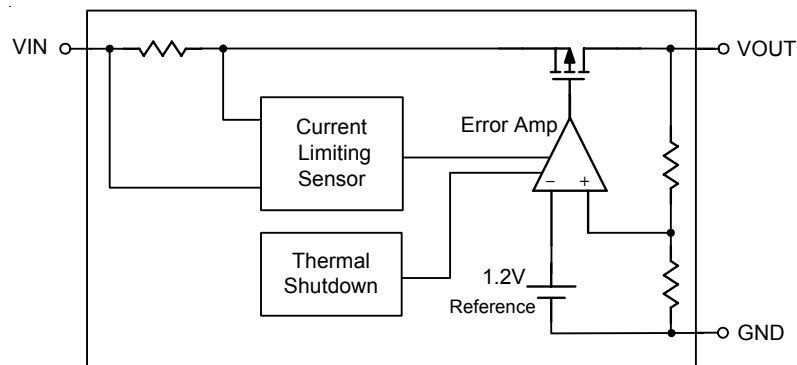 VIN
VOUT
Error Amp
Current
Limiting
Sensor
− +
Thermal
Shutdown
1.2V
Reference
GND